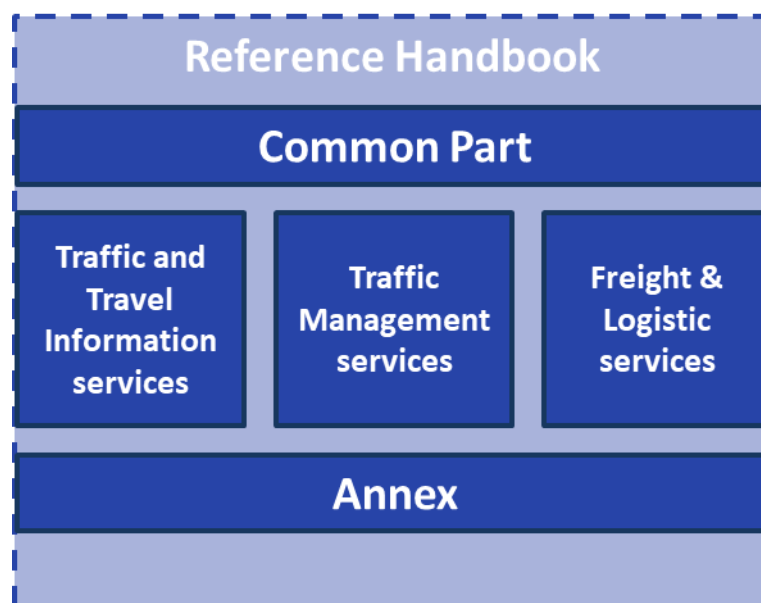 Reference Handbook
Common Part
Traffic and
Travel
Information
services
Traffic
Management
services
Freight &
Logistic
services
Annex